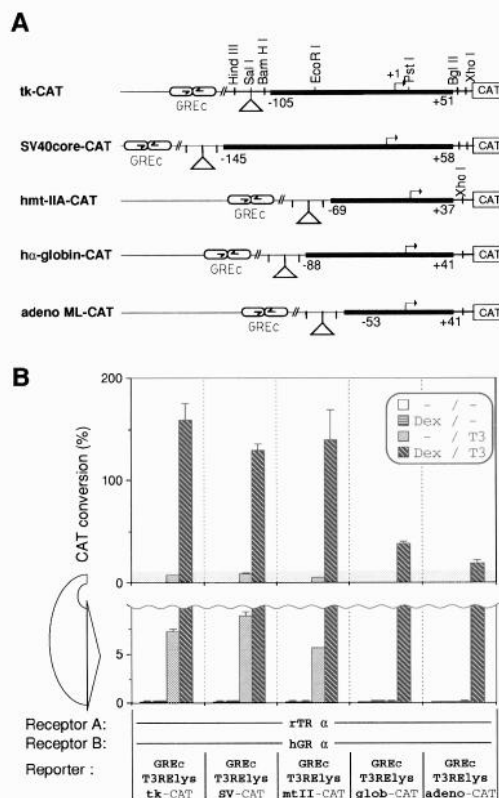 A
Hind III
Sal I
Bam H I
EcoR I
+1
Pst I
Bgl II
Xho I
tk-CAT
GREc
-105
+51
CAT
SV40core-CAT
GREc
-145
+58
CAT
Xho I
hmt-IIA-CAT
GREc
-69
+37
CAT
hα-globin-CAT
GREc
-88
+41
CAT
adeno ML-CAT
GREc
-53
+41
CAT
B
CAT conversion (%)
200
100
0
5
0
- / -
Dex / -
- / T3
Dex / T3
Receptor A: rTR α
Receptor B: hGR α
Reporter :
GREc GREc GREc GREc GREc
T3RElys T3RElys T3RElys T3RElys T3RElys
tk-CAT SV-CAT mtII-CAT glob-CAT adeno-CAT